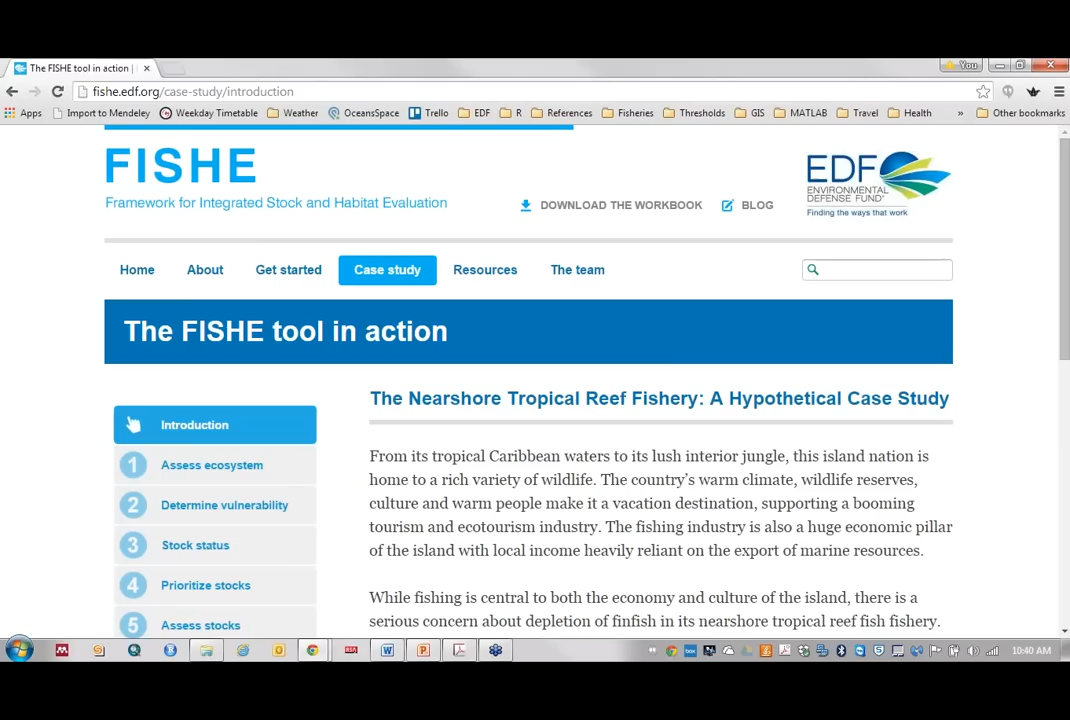 The FISHE tool in action |
You
fishe.edf.org/case-study/introduction
Apps Import to Mendeley Weekday Timetable Weather OceansSpace Trello EDF R References Fisheries Thresholds GIS MATLAB Travel Health » Other bookmarks
FISHE
Framework for Integrated Stock and Habitat Evaluation
DOWNLOAD THE WORKBOOK BLOG
EDF
ENVIRONMENTAL
DEFENSE FUND
Finding the ways that work
Home About Get started Case study Resources The team
The FISHE tool in action
Introduction
1 Assess ecosystem
2 Determine vulnerability
3 Stock status
4 Prioritize stocks
5 Assess stocks
The Nearshore Tropical Reef Fishery: A Hypothetical Case Study
From its tropical Caribbean waters to its lush interior jungle, this island nation is
home to a rich variety of wildlife. The country's warm climate, wildlife reserves,
culture and warm people make it a vacation destination, supporting a booming
tourism and ecotourism industry. The fishing industry is also a huge economic pillar
of the island with local income heavily reliant on the export of marine resources.
While fishing is central to both the economy and culture of the island, there is a
serious concern about depletion of finfish in its nearshore tropical reef fish fishery.
10:40 AM